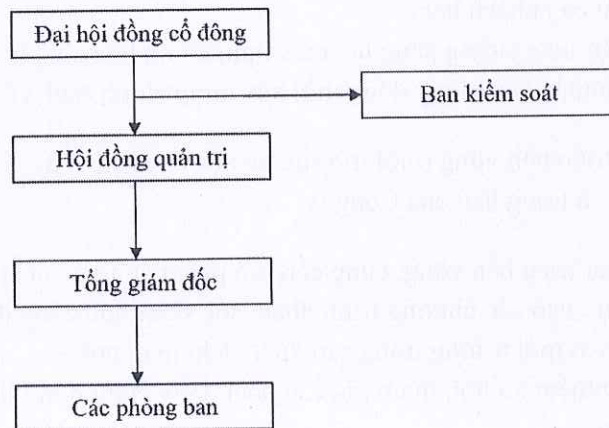 Đại hội đồng cổ đông
Ban kiểm soát
Hội đồng quản trị
Tổng giám đốc
Các phòng ban